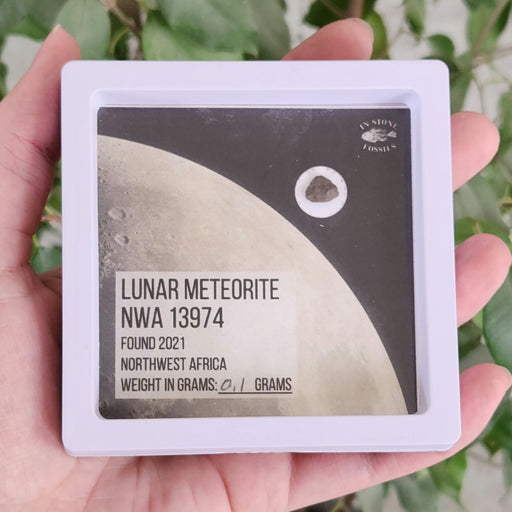 IN STONE
FOSSILS
LUNAR METEORITE
NWA 13974
FOUND 2021
NORTHWEST AFRICA
WEIGHT IN GRAMS: 0.1 GRAMS